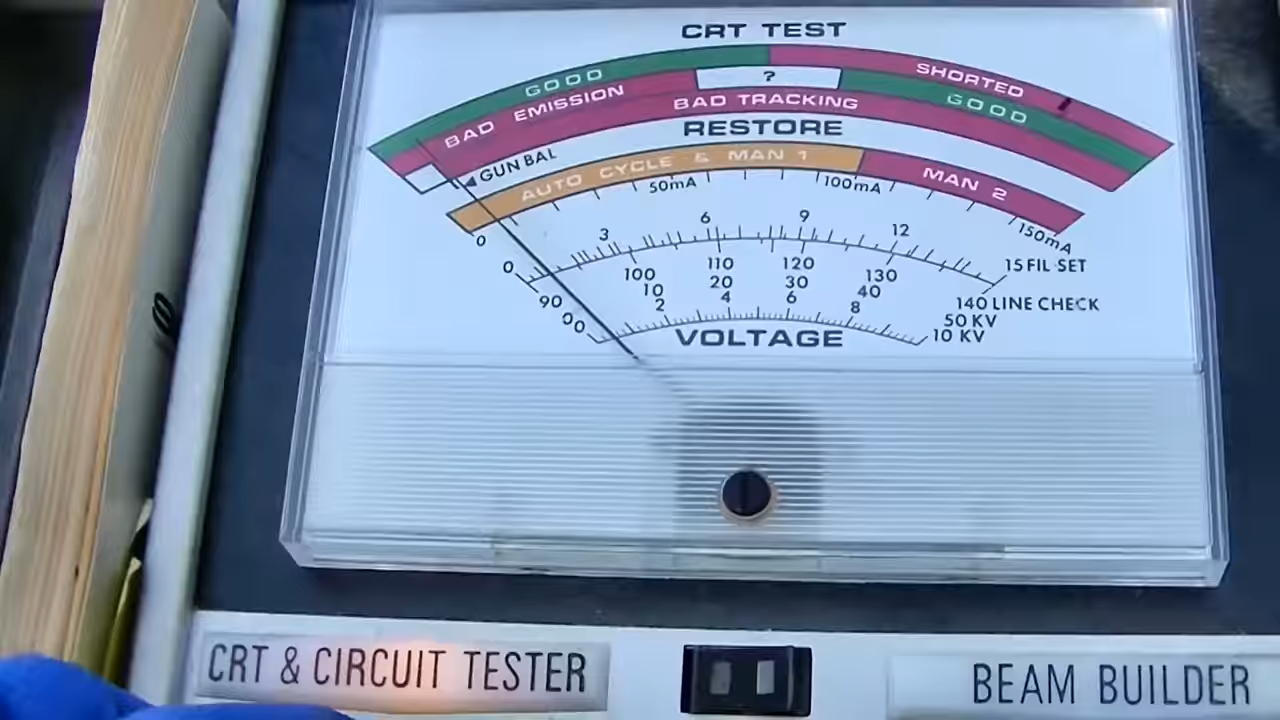 CRT TEST
GOOD SHORTED
BAD EMISSION ? GOOD
BAD TRACKING
RESTORE
GUN BAL
AUTO CYCLE & MAN 1 MAN 2
0 50mA 100mA 150mA
0 3 6 9 12 15 FIL SET
90 100 110 120 130 140 LINE CHECK
0 10 20 30 40 50 KV
0 2 4 6 8 10 KV
VOLTAGE
CRT & CIRCUIT TESTER
BEAM BUILDER